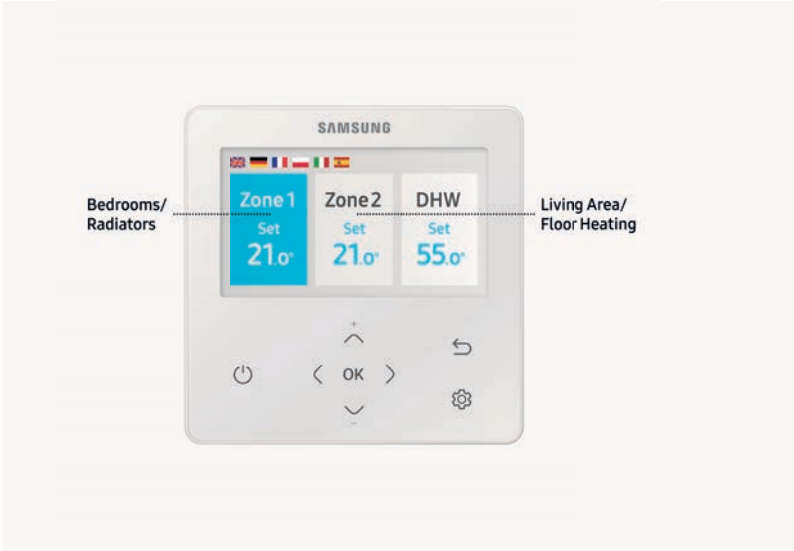 SAMSUNG
Zone 1
Set
21.0°
Zone 2
Set
21.0°
DHW
Set
55.0°
Bedrooms/
Radiators
Living Area/
Floor Heating
+
OK
-